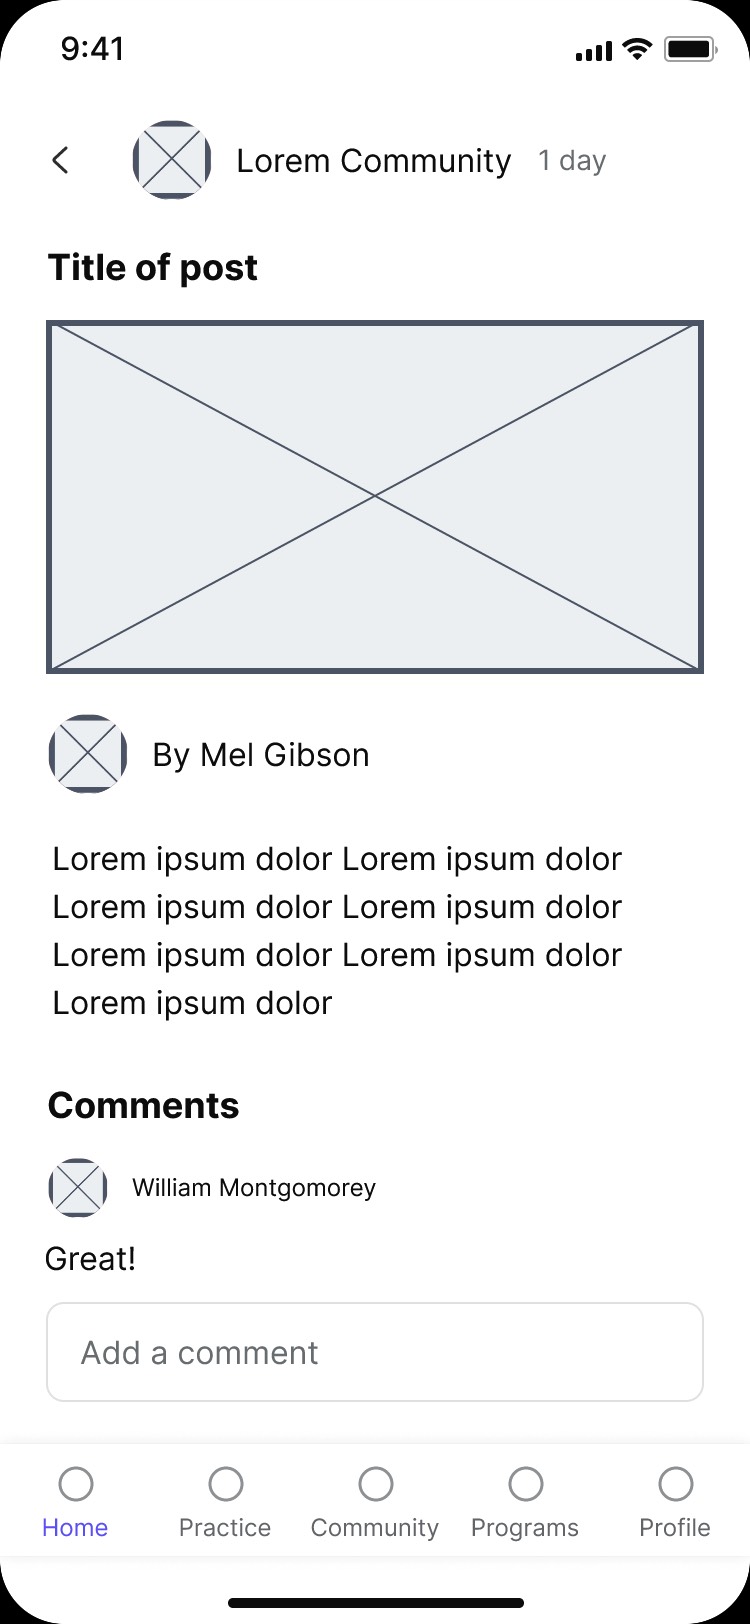 9:41
Lorem Community 1 day
Title of post
By Mel Gibson
Lorem ipsum dolor Lorem ipsum dolor
Lorem ipsum dolor Lorem ipsum dolor
Lorem ipsum dolor Lorem ipsum dolor
Lorem ipsum dolor
Comments
William Montgomorey
Great!
Add a comment
Home Practice Community Programs Profile